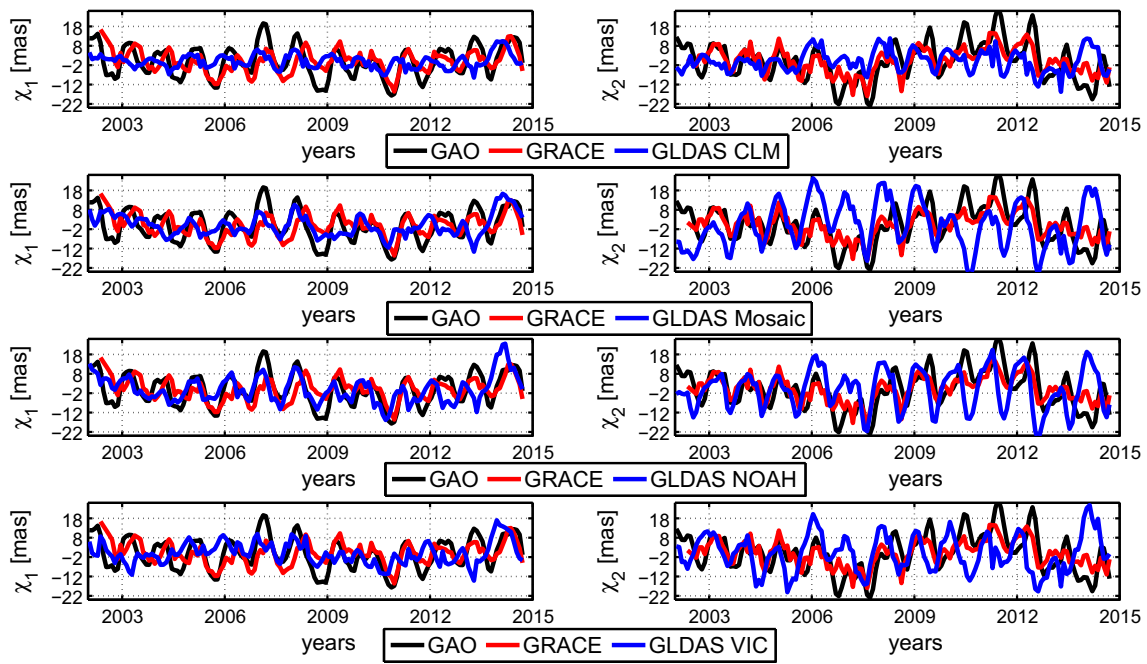 χ1 [mas]
18
8
−2
−12
−22
2003 2006 2009 2012 2015
years
χ2 [mas]
18
8
−2
−12
−22
2003 2006 2009 2012 2015
years
GAO GRACE GLDAS CLM
χ1 [mas]
18
8
−2
−12
−22
2003 2006 2009 2012 2015
years
χ2 [mas]
18
8
−2
−12
−22
2003 2006 2009 2012 2015
years
GAO GRACE GLDAS Mosaic
χ1 [mas]
18
8
−2
−12
−22
2003 2006 2009 2012 2015
years
χ2 [mas]
18
8
−2
−12
−22
2003 2006 2009 2012 2015
years
GAO GRACE GLDAS NOAH
χ1 [mas]
18
8
−2
−12
−22
2003 2006 2009 2012 2015
years
χ2 [mas]
18
8
−2
−12
−22
2003 2006 2009 2012 2015
years
GAO GRACE GLDAS VIC